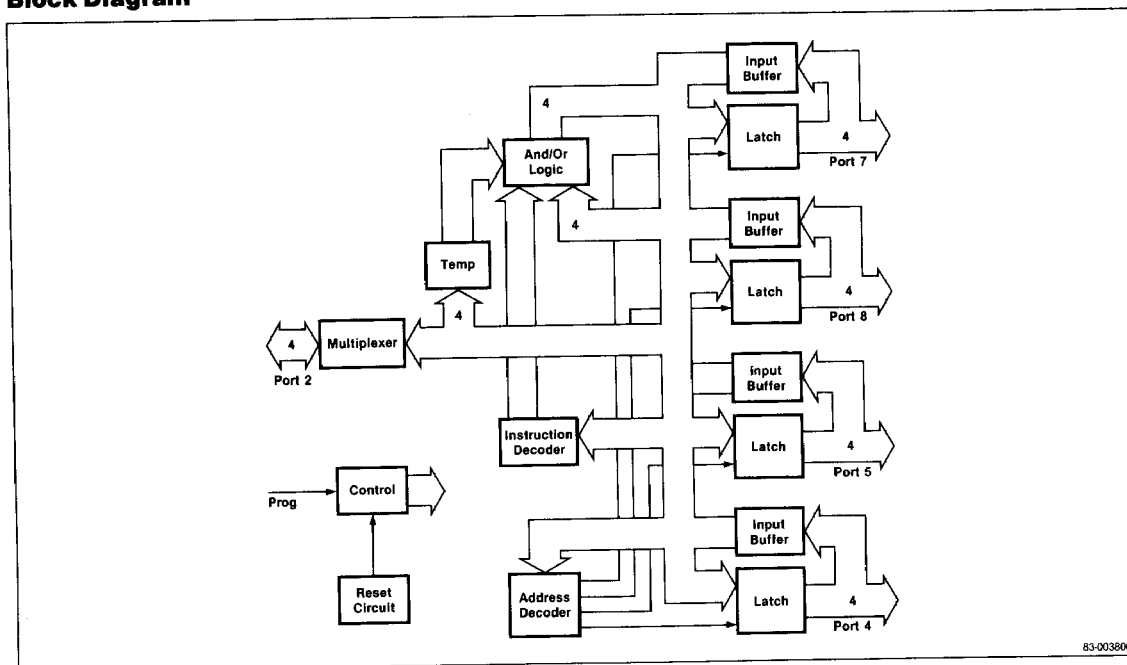 Block Diagram
Input
Buffer
4
Latch
4
Port 7
And/Or
Logic
Input
Buffer
4
Temp
Latch
4
Port 8
4
4
Multiplexer
Port 2
Input
Buffer
Instruction
Decoder
Latch
4
Port 5
Control
Prog
Input
Buffer
Reset
Circuit
Address
Decoder
Latch
4
Port 4